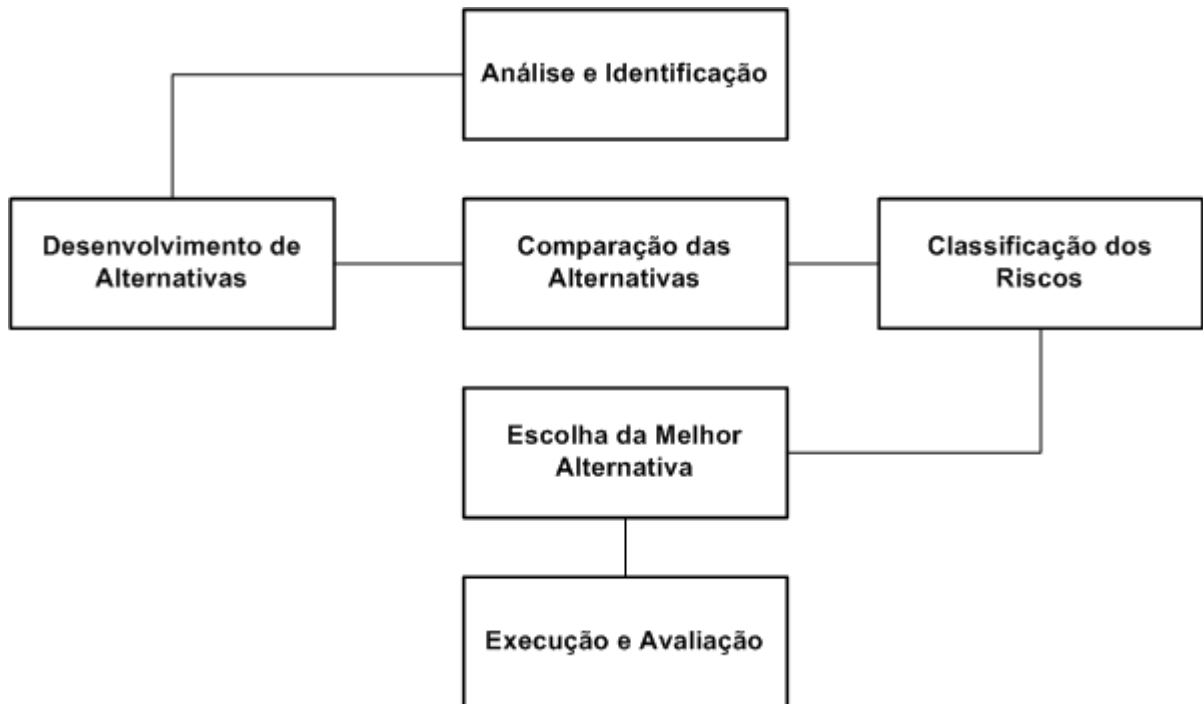 Análise e Identificação
Desenvolvimento de
Alternativas
Comparação das
Alternativas
Classificação dos
Riscos
Escolha da Melhor
Alternativa
Execução e Avaliação